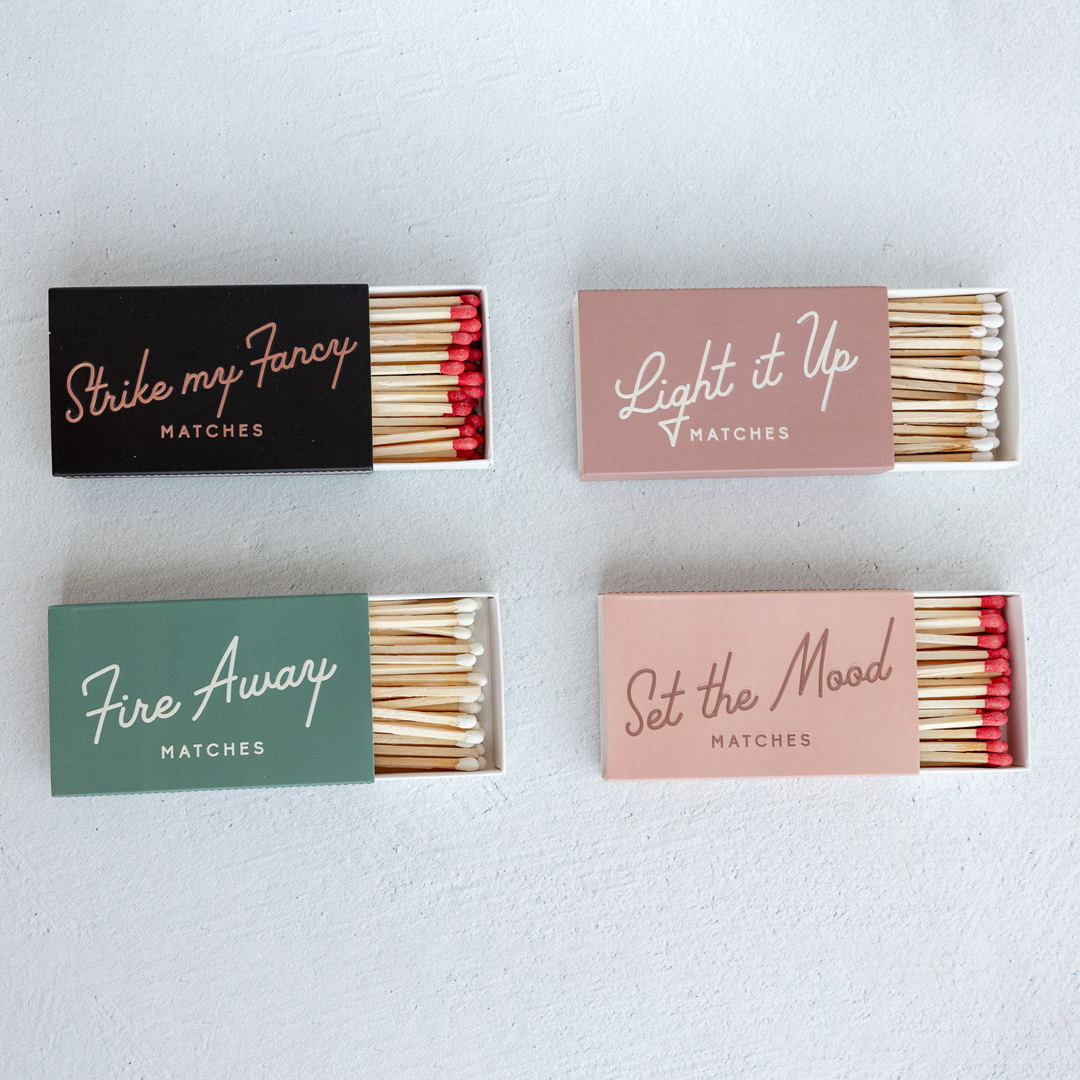 Strike my Fancy
MATCHES
Light it Up
MATCHES
Fire Away
MATCHES
Set the Mood
MATCHES